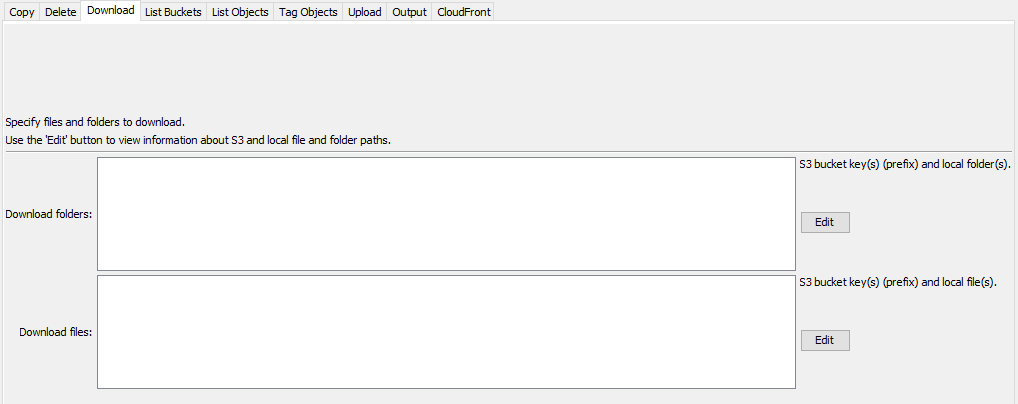 Copy Delete Download List Buckets List Objects Tag Objects Upload Output CloudFront
Specify files and folders to download.
Use the 'Edit' button to view information about S3 and local file and folder paths.
S3 bucket key(s) (prefix) and local folder(s).
Download folders:
Edit
S3 bucket key(s) (prefix) and local file(s).
Download files:
Edit